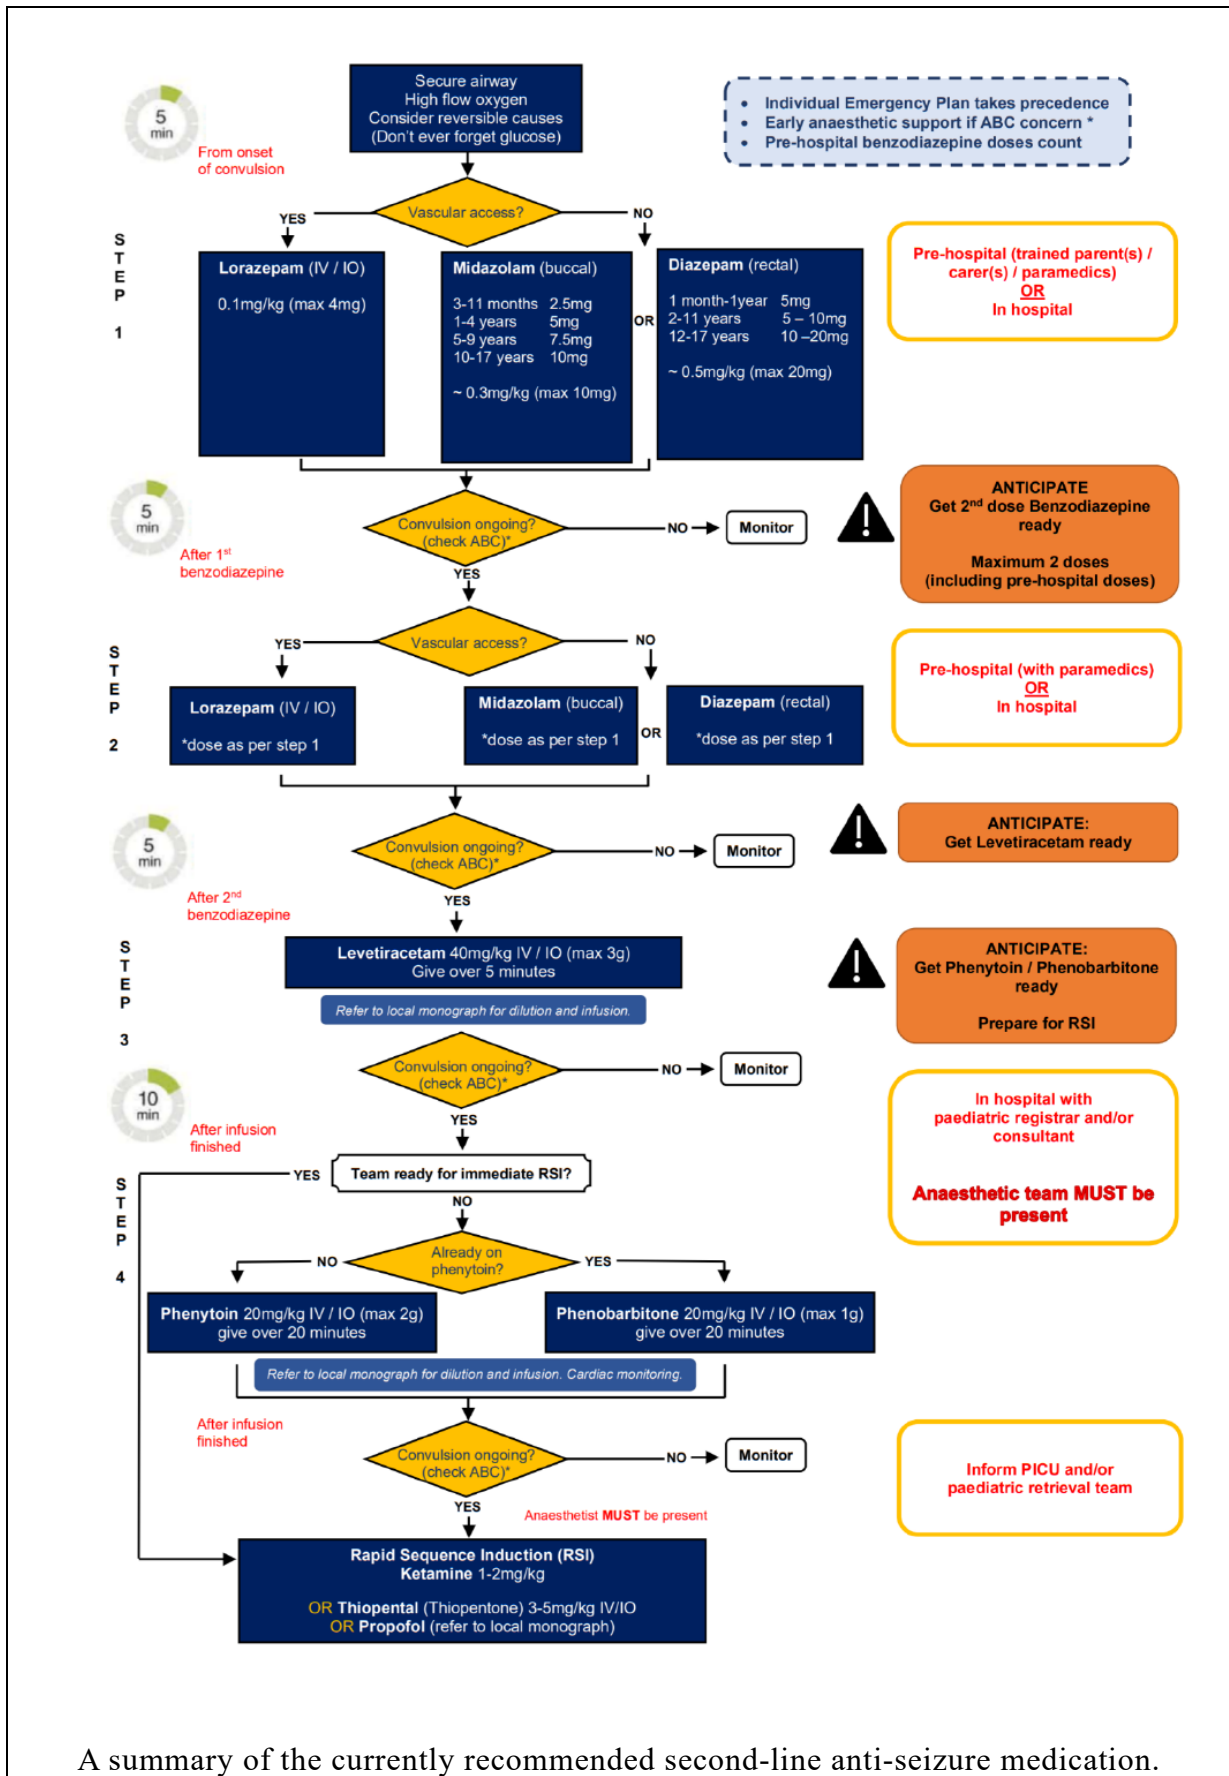 Secure airway
High flow oxygen
Consider reversible causes
(Don't ever forget glucose)
• Individual Emergency Plan takes precedence
• Early anaesthetic support if ABC concern *
• Pre-hospital benzodiazepine doses count
5
min
From onset
of convulsion
Vascular access?
YES
NO
STEP 1
Lorazepam (IV / IO)
0.1mg/kg (max 4mg)
Midazolam (buccal)
3-11 months 2.5mg
1-4 years 5mg
5-9 years 7.5mg
10-17 years 10mg
~ 0.3mg/kg (max 10mg)
OR
Diazepam (rectal)
1 month-1year 5mg
2-11 years 5 – 10mg
12-17 years 10 –20mg
~ 0.5mg/kg (max 20mg)
Pre-hospital (trained parent(s) /
carer(s) / paramedics)
OR
In hospital
5
min
After 1st
benzodiazepine
Convulsion ongoing?
(check ABC)*
NO
Monitor
YES
ANTICIPATE
Get 2nd dose Benzodiazepine
ready
Maximum 2 doses
(including pre-hospital doses)
Vascular access?
YES
NO
STEP 2
Lorazepam (IV / IO)
*dose as per step 1
Midazolam (buccal)
*dose as per step 1
OR
Diazepam (rectal)
*dose as per step 1
Pre-hospital (with paramedics)
OR
In hospital
5
min
After 2nd
benzodiazepine
Convulsion ongoing?
(check ABC)*
NO
Monitor
YES
ANTICIPATE:
Get Levetiracetam ready
STEP 3
Levetiracetam 40mg/kg IV / IO (max 3g)
Give over 5 minutes
Refer to local monograph for dilution and infusion.
ANTICIPATE:
Get Phenytoin / Phenobarbitone
ready
Prepare for RSI
10
min
After infusion
finished
Convulsion ongoing?
(check ABC)*
NO
Monitor
YES
In hospital with
paediatric registrar and/or
consultant
Anaesthetic team MUST be
present
STEP 4
YES
Team ready for immediate RSI?
NO
Already on
phenytoin?
NO
YES
Phenytoin 20mg/kg IV / IO (max 2g)
give over 20 minutes
Phenobarbitone 20mg/kg IV / IO (max 1g)
give over 20 minutes
Refer to local monograph for dilution and infusion. Cardiac monitoring.
After infusion
finished
Convulsion ongoing?
(check ABC)*
NO
Monitor
YES
Anaesthetist MUST be present
Inform PICU and/or
paediatric retrieval team
Rapid Sequence Induction (RSI)
Ketamine 1-2mg/kg
OR Thiopental (Thiopentone) 3-5mg/kg IV/IO
OR Propofol (refer to local monograph)
A summary of the currently recommended second-line anti-seizure medication.